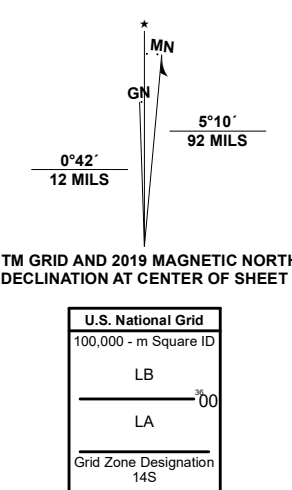 ★
MN
GN
5°10´
92 MILS
0°42´
12 MILS
TM GRID AND 2019 MAGNETIC NORTH
DECLINATION AT CENTER OF SHEET
U.S. National Grid
100,000 - m Square ID
LB
3600
LA
Grid Zone Designation
14S